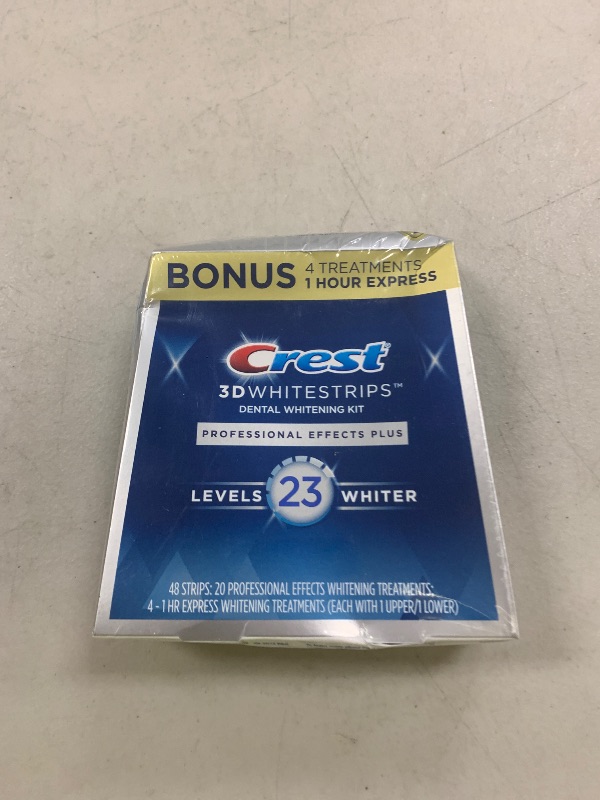 BONUS 4 TREATMENTS
1 HOUR EXPRESS
Crest
3DWHITESTRIPS™
DENTAL WHITENING KIT
PROFESSIONAL EFFECTS PLUS
LEVELS 23 WHITER
48 STRIPS: 20 PROFESSIONAL EFFECTS WHITENING TREATMENTS;
4 - 1 HR EXPRESS WHITENING TREATMENTS (EACH WITH 1 UPPER/1 LOWER)